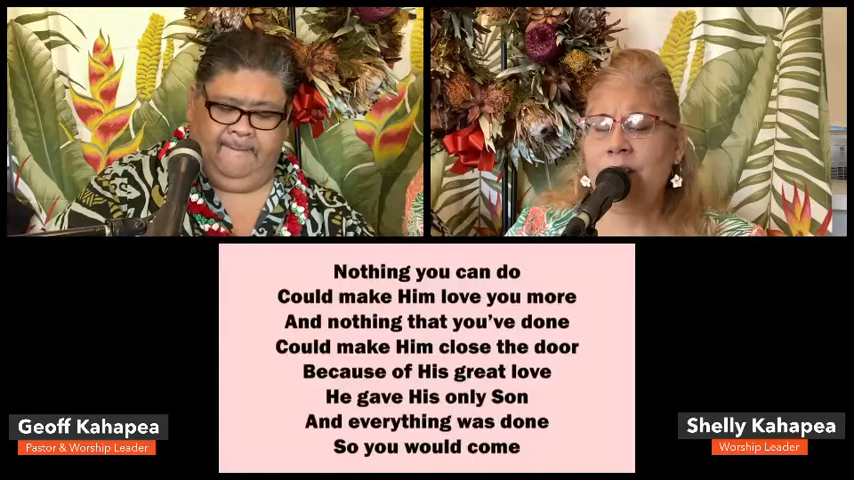 Nothing you can do
Could make Him love you more
And nothing that you've done
Could make Him close the door
Because of His great love
He gave His only Son
And everything was done
So you would come
Geoff Kahapea
Pastor & Worship Leader
Shelly Kahapea
Worship Leader